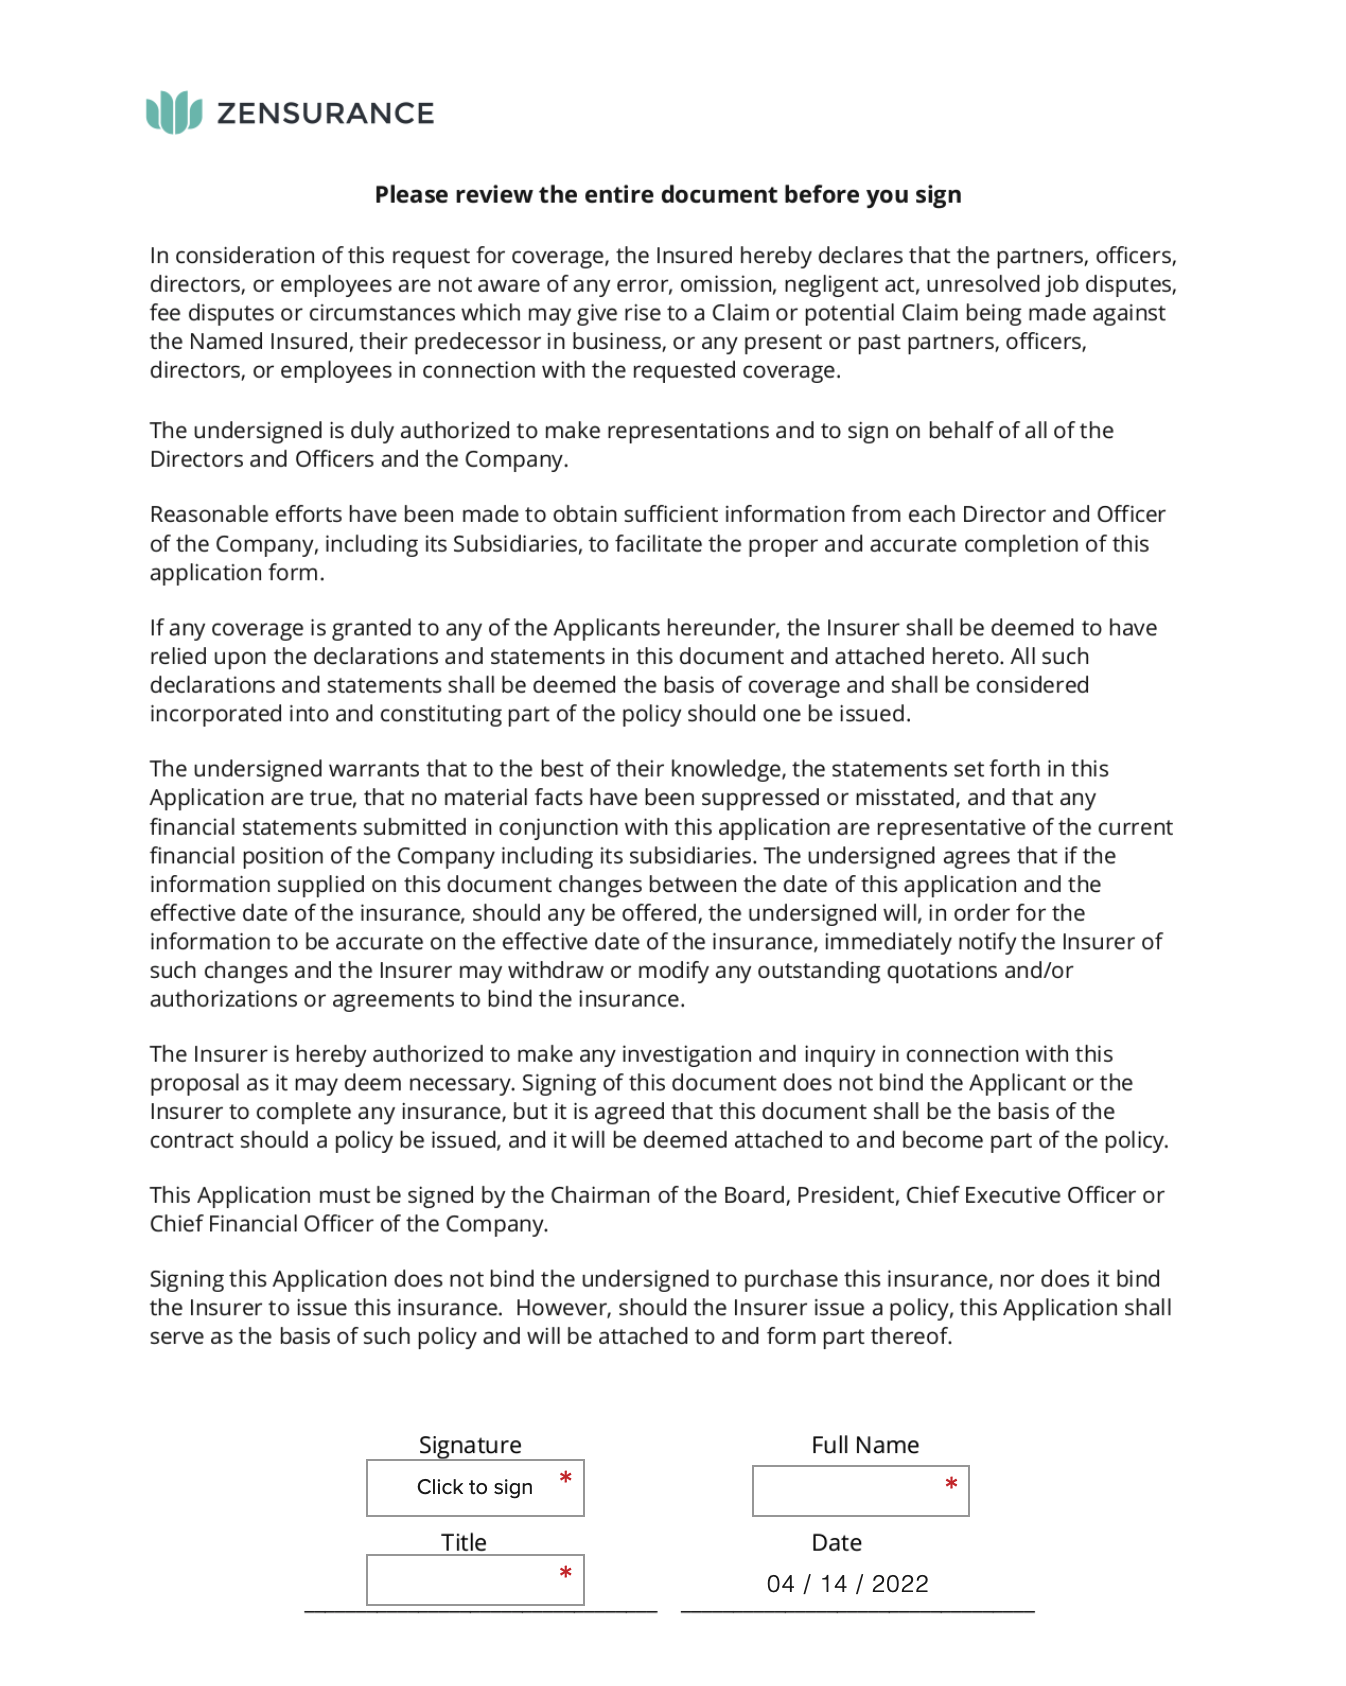 ZENSURANCE
Please review the entire document before you sign
In consideration of this request for coverage, the Insured hereby declares that the partners, officers,
directors, or employees are not aware of any error, omission, negligent act, unresolved job disputes,
fee disputes or circumstances which may give rise to a Claim or potential Claim being made against
the Named Insured, their predecessor in business, or any present or past partners, officers,
directors, or employees in connection with the requested coverage.
The undersigned is duly authorized to make representations and to sign on behalf of all of the
Directors and Officers and the Company.
Reasonable efforts have been made to obtain sufficient information from each Director and Officer
of the Company, including its Subsidiaries, to facilitate the proper and accurate completion of this
application form.
If any coverage is granted to any of the Applicants hereunder, the Insurer shall be deemed to have
relied upon the declarations and statements in this document and attached hereto. All such
declarations and statements shall be deemed the basis of coverage and shall be considered
incorporated into and constituting part of the policy should one be issued.
The undersigned warrants that to the best of their knowledge, the statements set forth in this
Application are true, that no material facts have been suppressed or misstated, and that any
financial statements submitted in conjunction with this application are representative of the current
financial position of the Company including its subsidiaries. The undersigned agrees that if the
information supplied on this document changes between the date of this application and the
effective date of the insurance, should any be offered, the undersigned will, in order for the
information to be accurate on the effective date of the insurance, immediately notify the Insurer of
such changes and the Insurer may withdraw or modify any outstanding quotations and/or
authorizations or agreements to bind the insurance.
The Insurer is hereby authorized to make any investigation and inquiry in connection with this
proposal as it may deem necessary. Signing of this document does not bind the Applicant or the
Insurer to complete any insurance, but it is agreed that this document shall be the basis of the
contract should a policy be issued, and it will be deemed attached to and become part of the policy.
This Application must be signed by the Chairman of the Board, President, Chief Executive Officer or
Chief Financial Officer of the Company.
Signing this Application does not bind the undersigned to purchase this insurance, nor does it bind
the Insurer to issue this insurance.  However, should the Insurer issue a policy, this Application shall
serve as the basis of such policy and will be attached to and form part thereof.
Signature Full Name
Click to sign * *
Title Date
* 04 / 14 / 2022